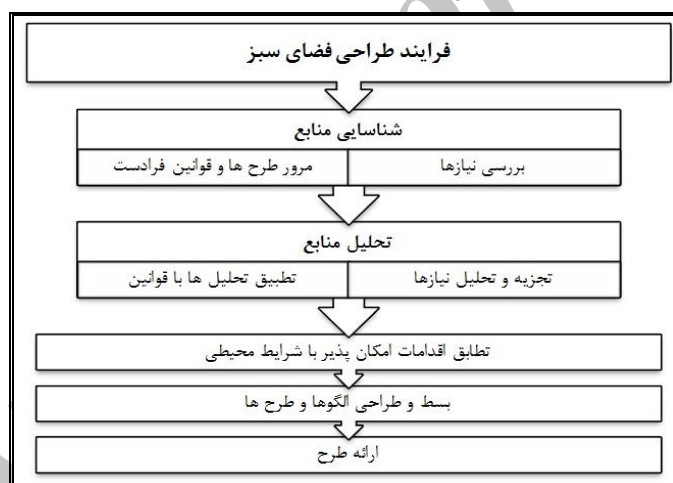 فرایند طراحی فضای سبز
شناسایی منابع
بررسی نیازها
مرور طرح ها و قوانین فرادست
تحلیل منابع
تجزیه و تحلیل نیازها
تطبیق تحلیل ها با قوانین
تطابق اقدامات امکان پذیر با شرایط محیطی
بسط و طراحی الگوها و طرح ها
ارائه طرح